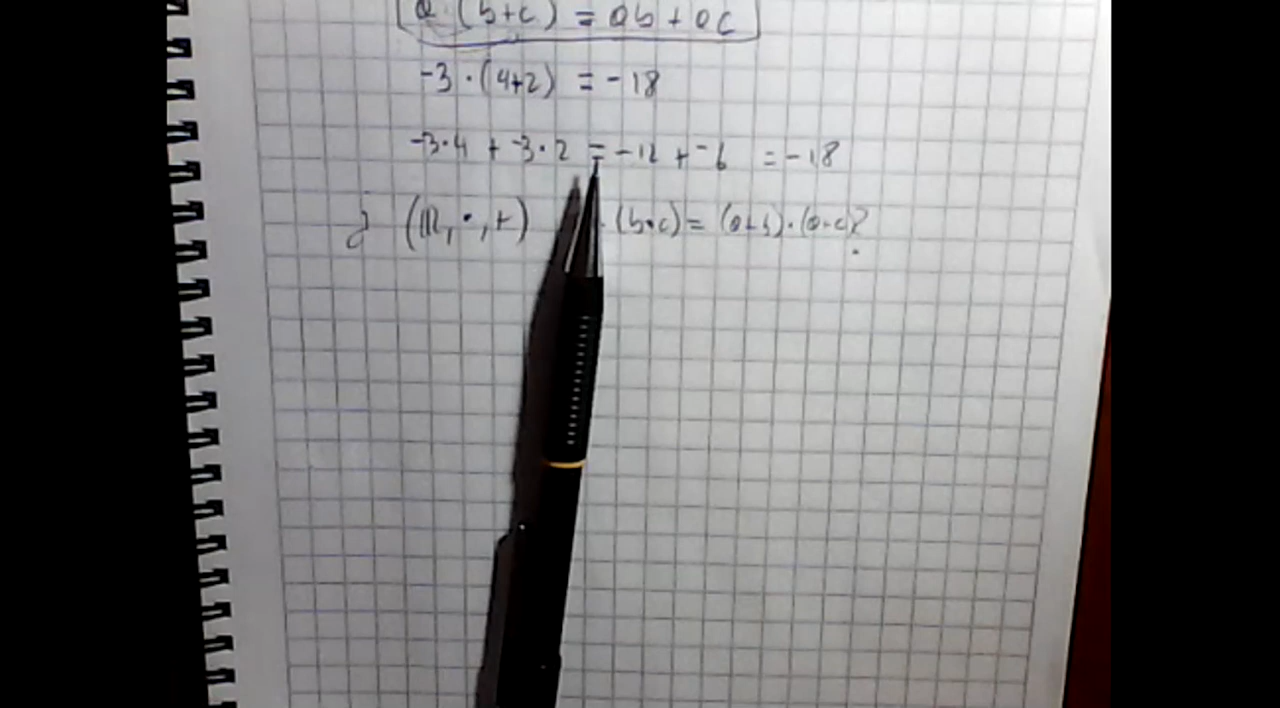 a·(b+c) = ab+ac
-3·(4+2) = -18
-3·4 + -3·2 = -12 + -6 = -18
¿ (ℝ,·,+) (b·c)= (a+b)·(a+c)?